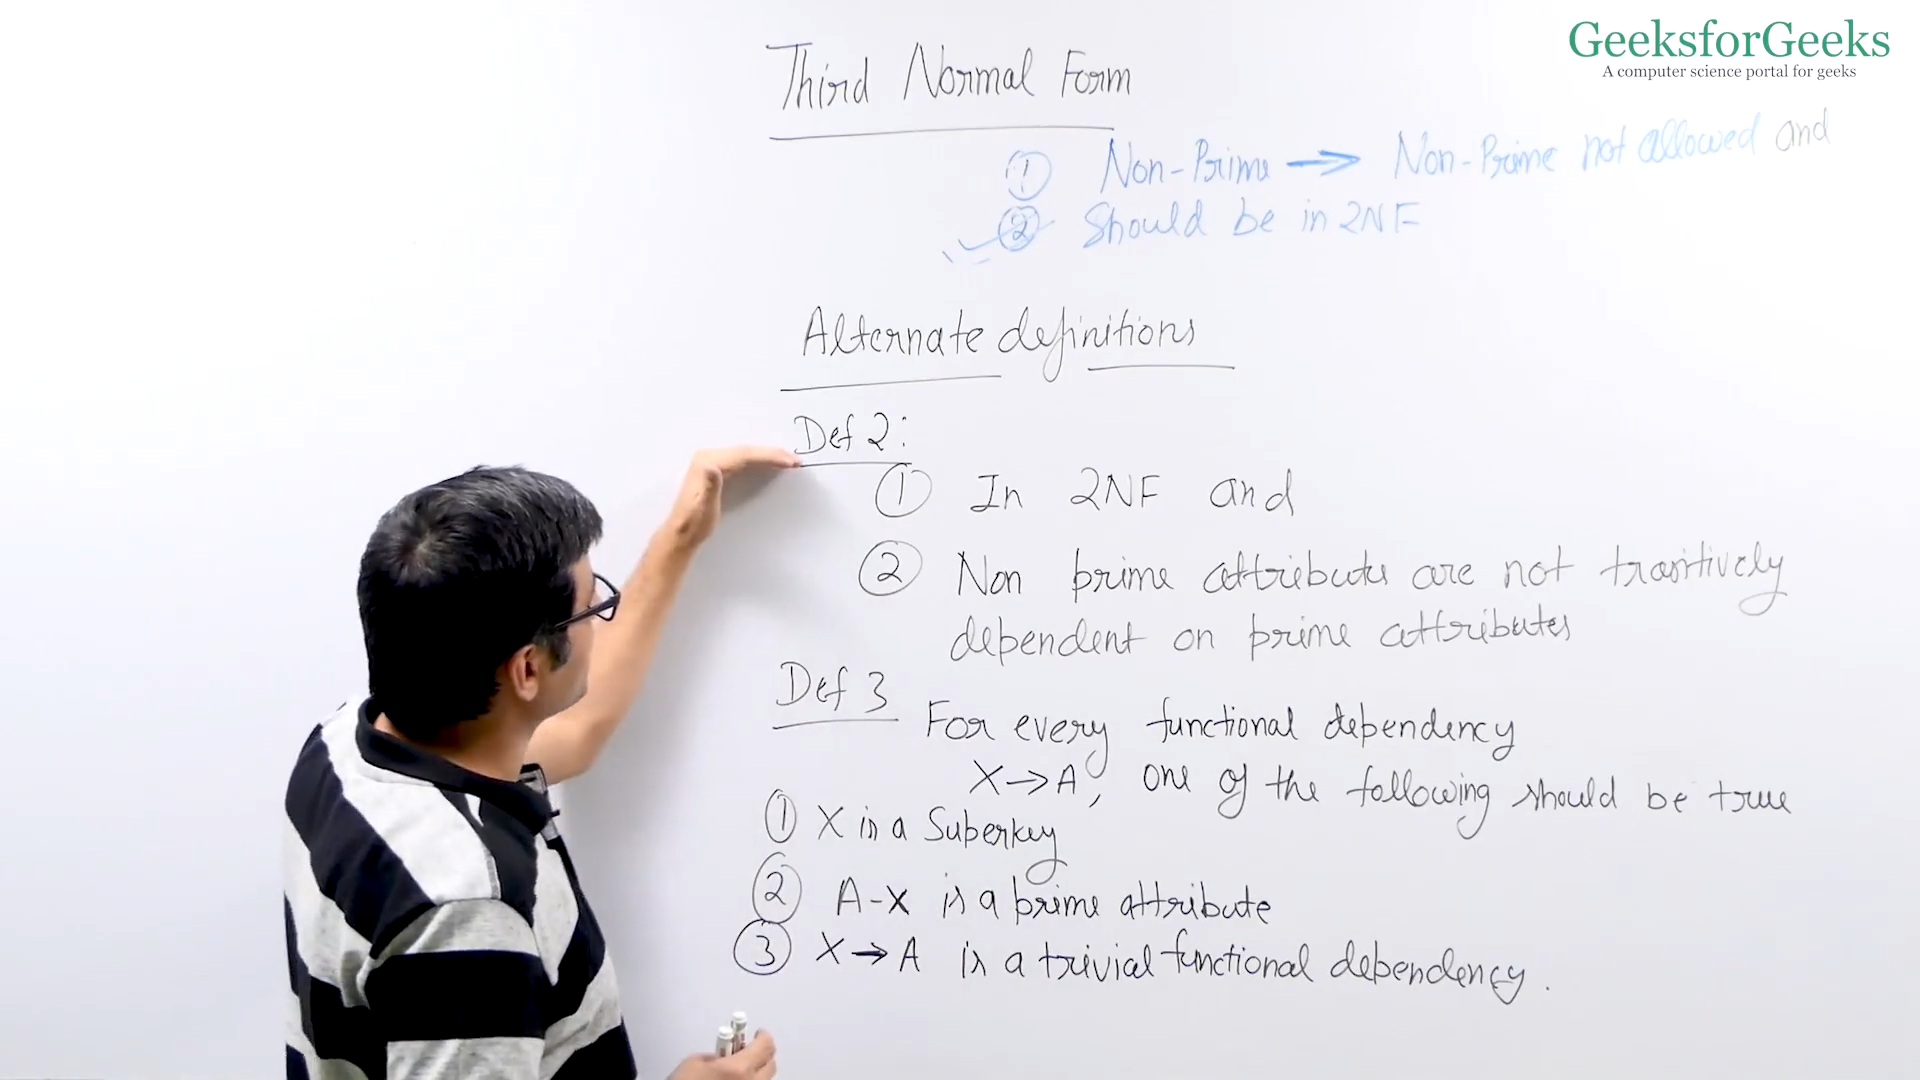 GeeksforGeeks
A computer science portal for geeks
Third Normal Form
① Non-Prime → Non-Prime not allowed and
② Should be in 2NF
Alternate definitions
Def 2:
① In 2NF and
② Non prime attributes are not transitively
dependent on prime attributes
Def 3
For every functional dependency
X→A, one of the following should be true
① X is a Superkey
② A-X is a prime attribute
③ X→A is a trivial functional dependency.